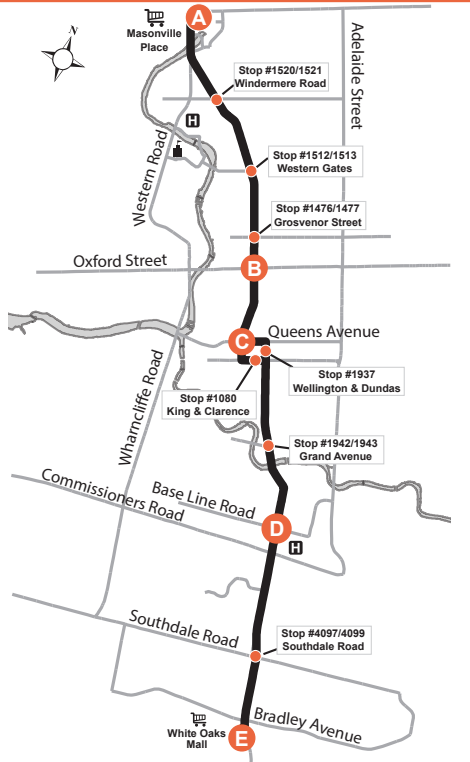 A
Masonville
Place
N
Adelaide Street
Stop #1520/1521
Windermere Road
H
Western Road
Stop #1512/1513
Western Gates
Stop #1476/1477
Grosvenor Street
Oxford Street
B
C
Queens Avenue
Stop #1937
Wellington & Dundas
Stop #1080
King & Clarence
Wharncliffe Road
Stop #1942/1943
Grand Avenue
Commissioners Road
Base Line Road
D
H
Southdale Road
Stop #4097/4099
Southdale Road
Bradley Avenue
White Oaks
Mall
E